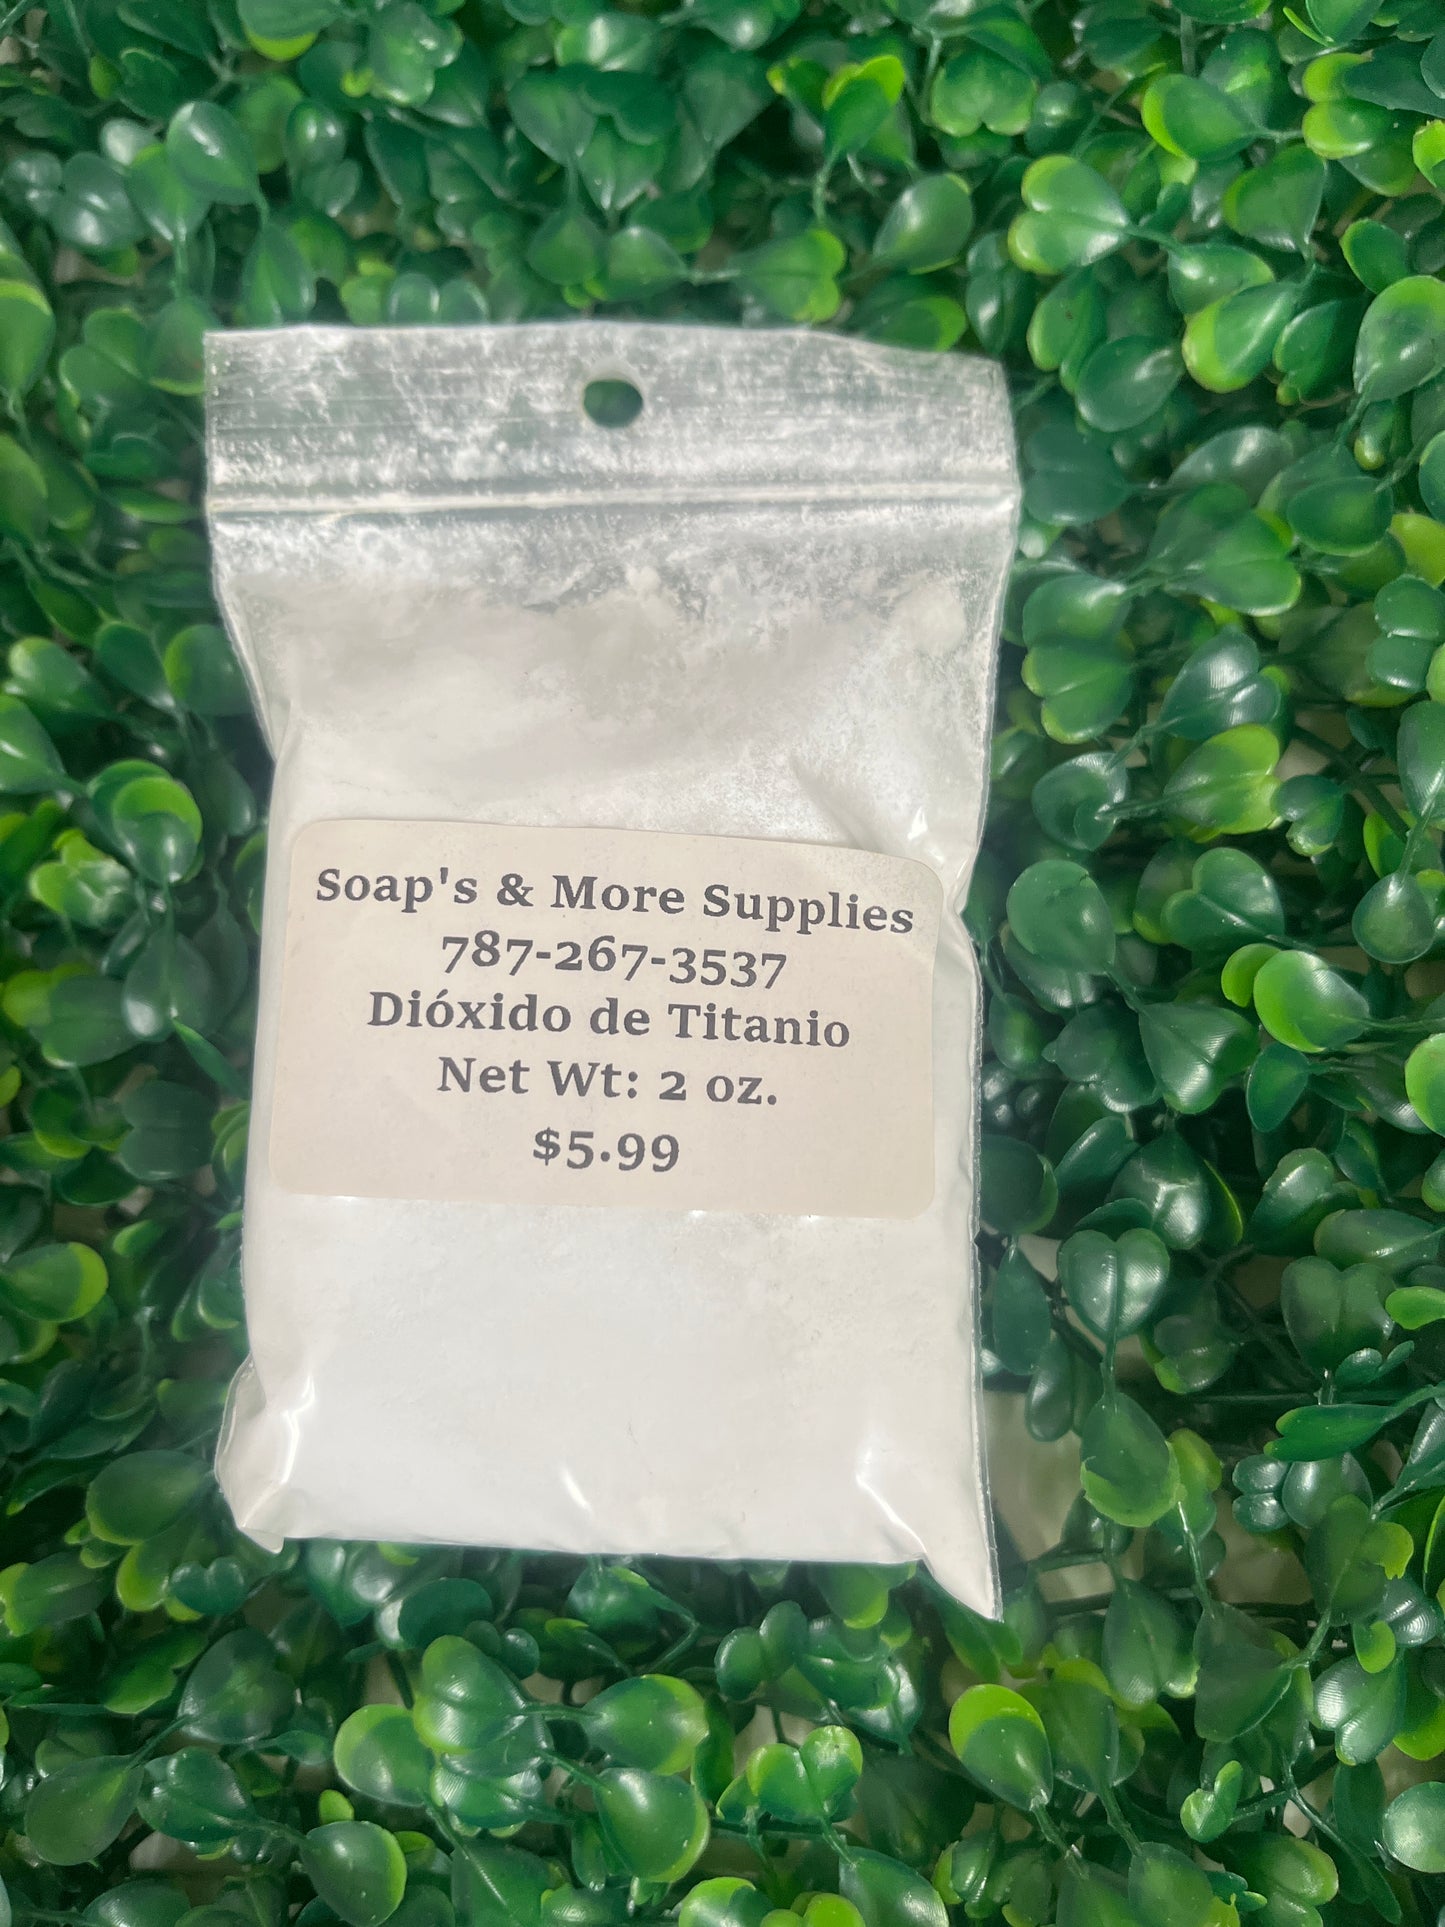 Soap's & More Supplies
787-267-3537
Dióxido de Titanio
Net Wt: 2 oz.
$5.99